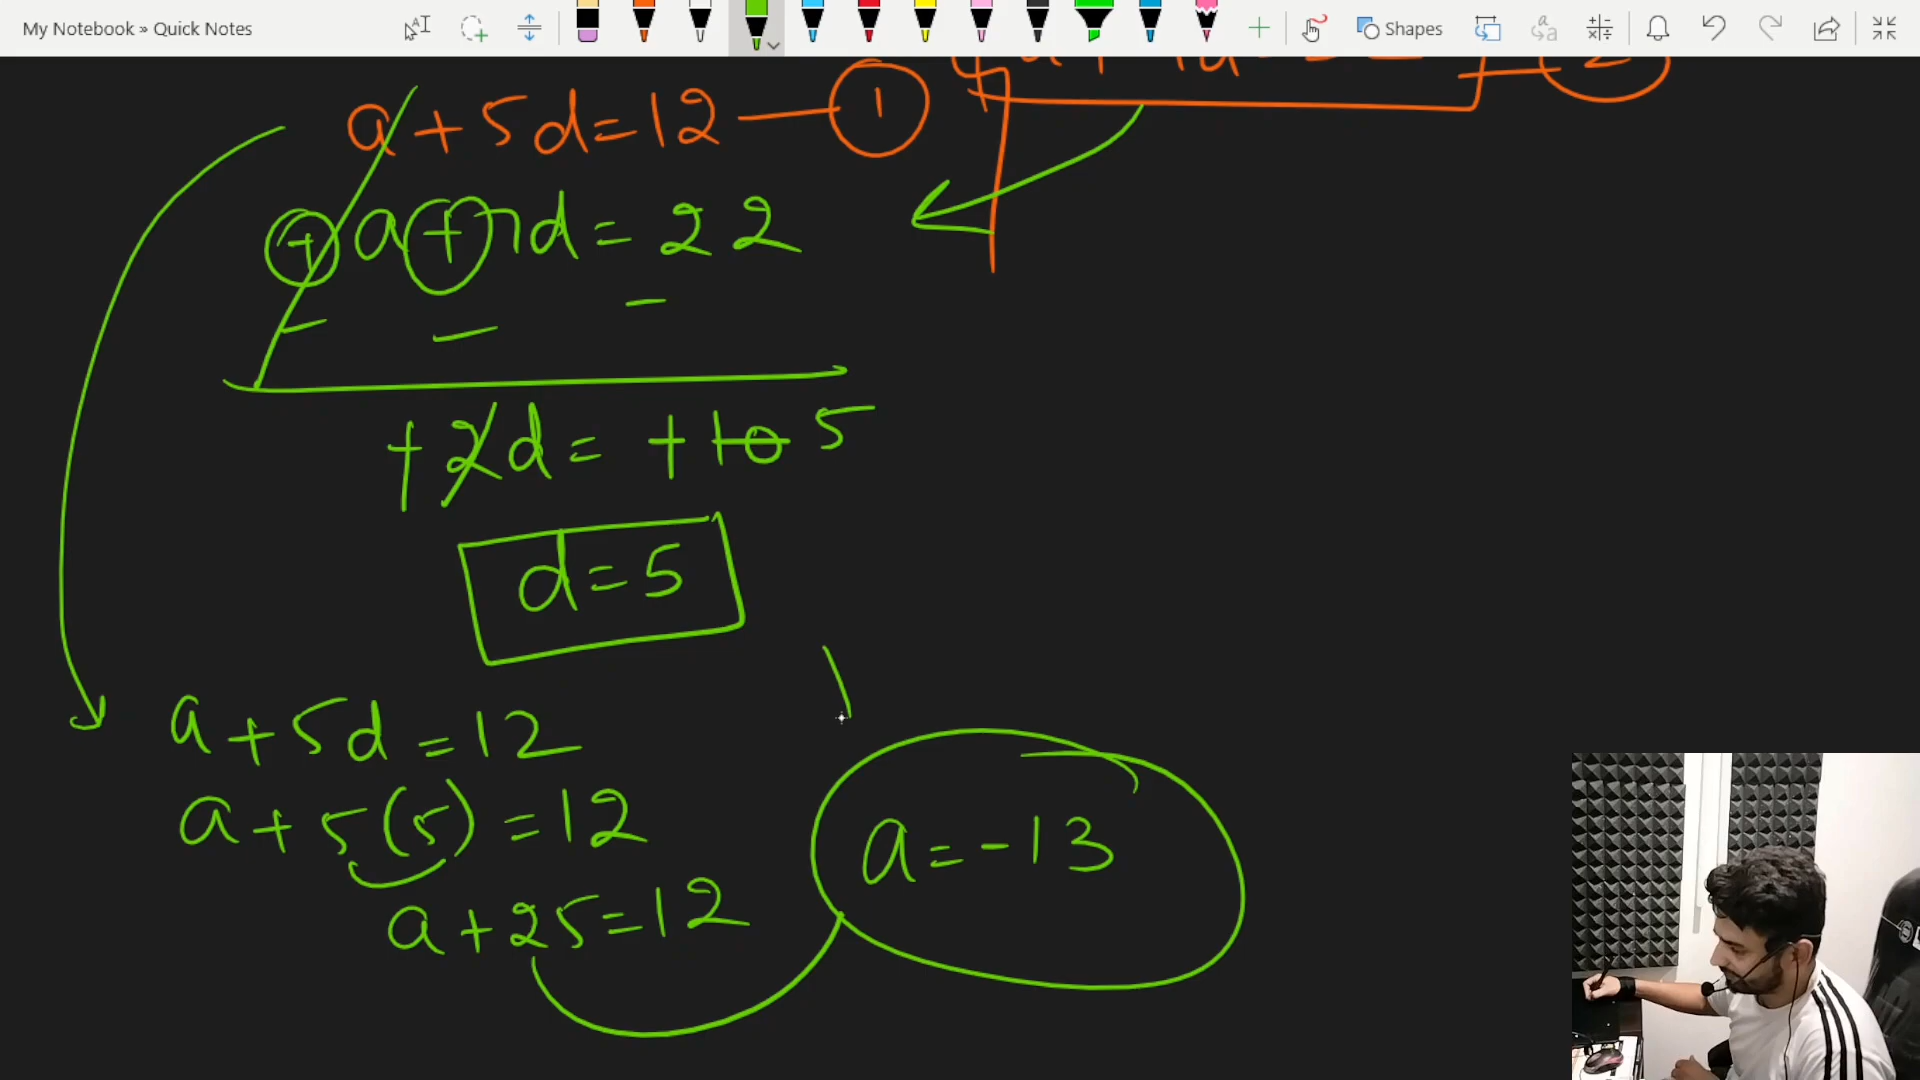 My Notebook » Quick Notes
Shapes
a + 5d = 12 — 1
+ a + 7d = 22
- - -
+2d = +10 5
d = 5
a + 5d = 12
a + 5(5) = 12
a + 25 = 12
a = -13